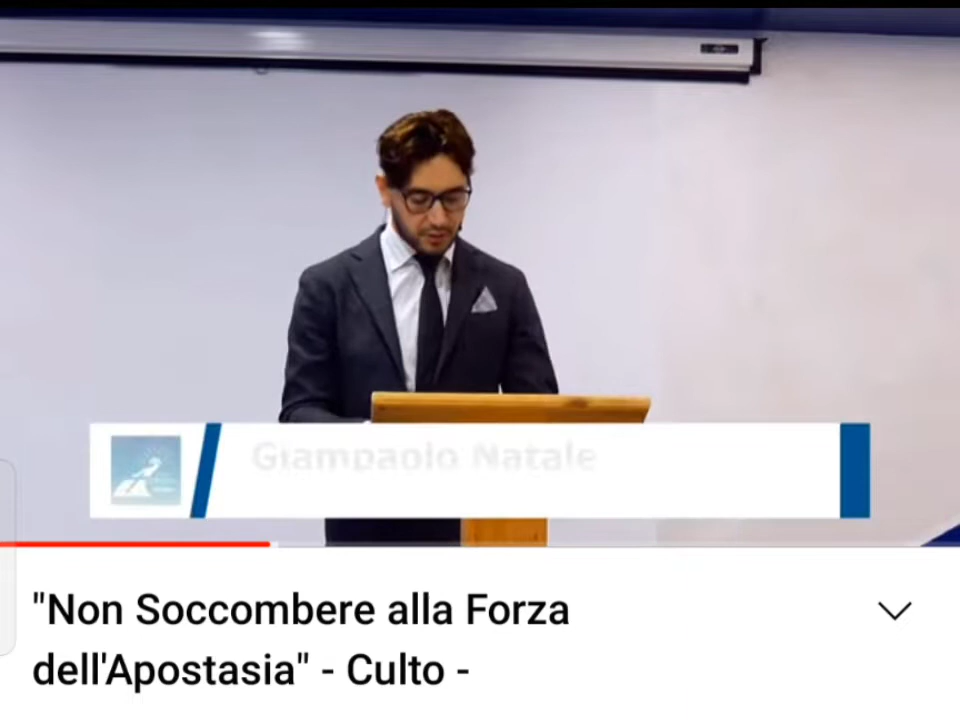 Giampaolo Natale
"Non Soccombere alla Forza
dell'Apostasia" - Culto -